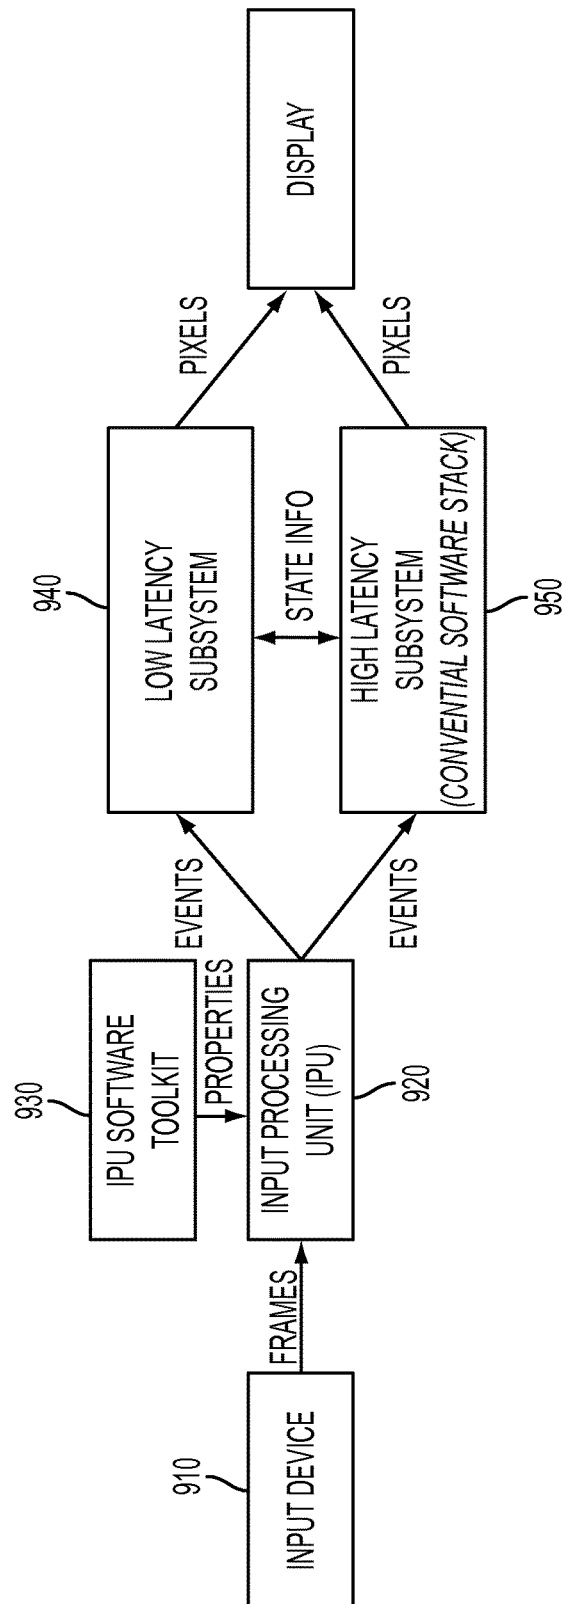 910
INPUT DEVICE
FRAMES
930
IPU SOFTWARE
TOOLKIT
PROPERTIES
INPUT PROCESSING
UNIT (IPU)
920
EVENTS
EVENTS
940
LOW LATENCY
SUBSYSTEM
STATE INFO
HIGH LATENCY
SUBSYSTEM
(CONVENTIAL SOFTWARE STACK)
950
PIXELS
PIXELS
DISPLAY